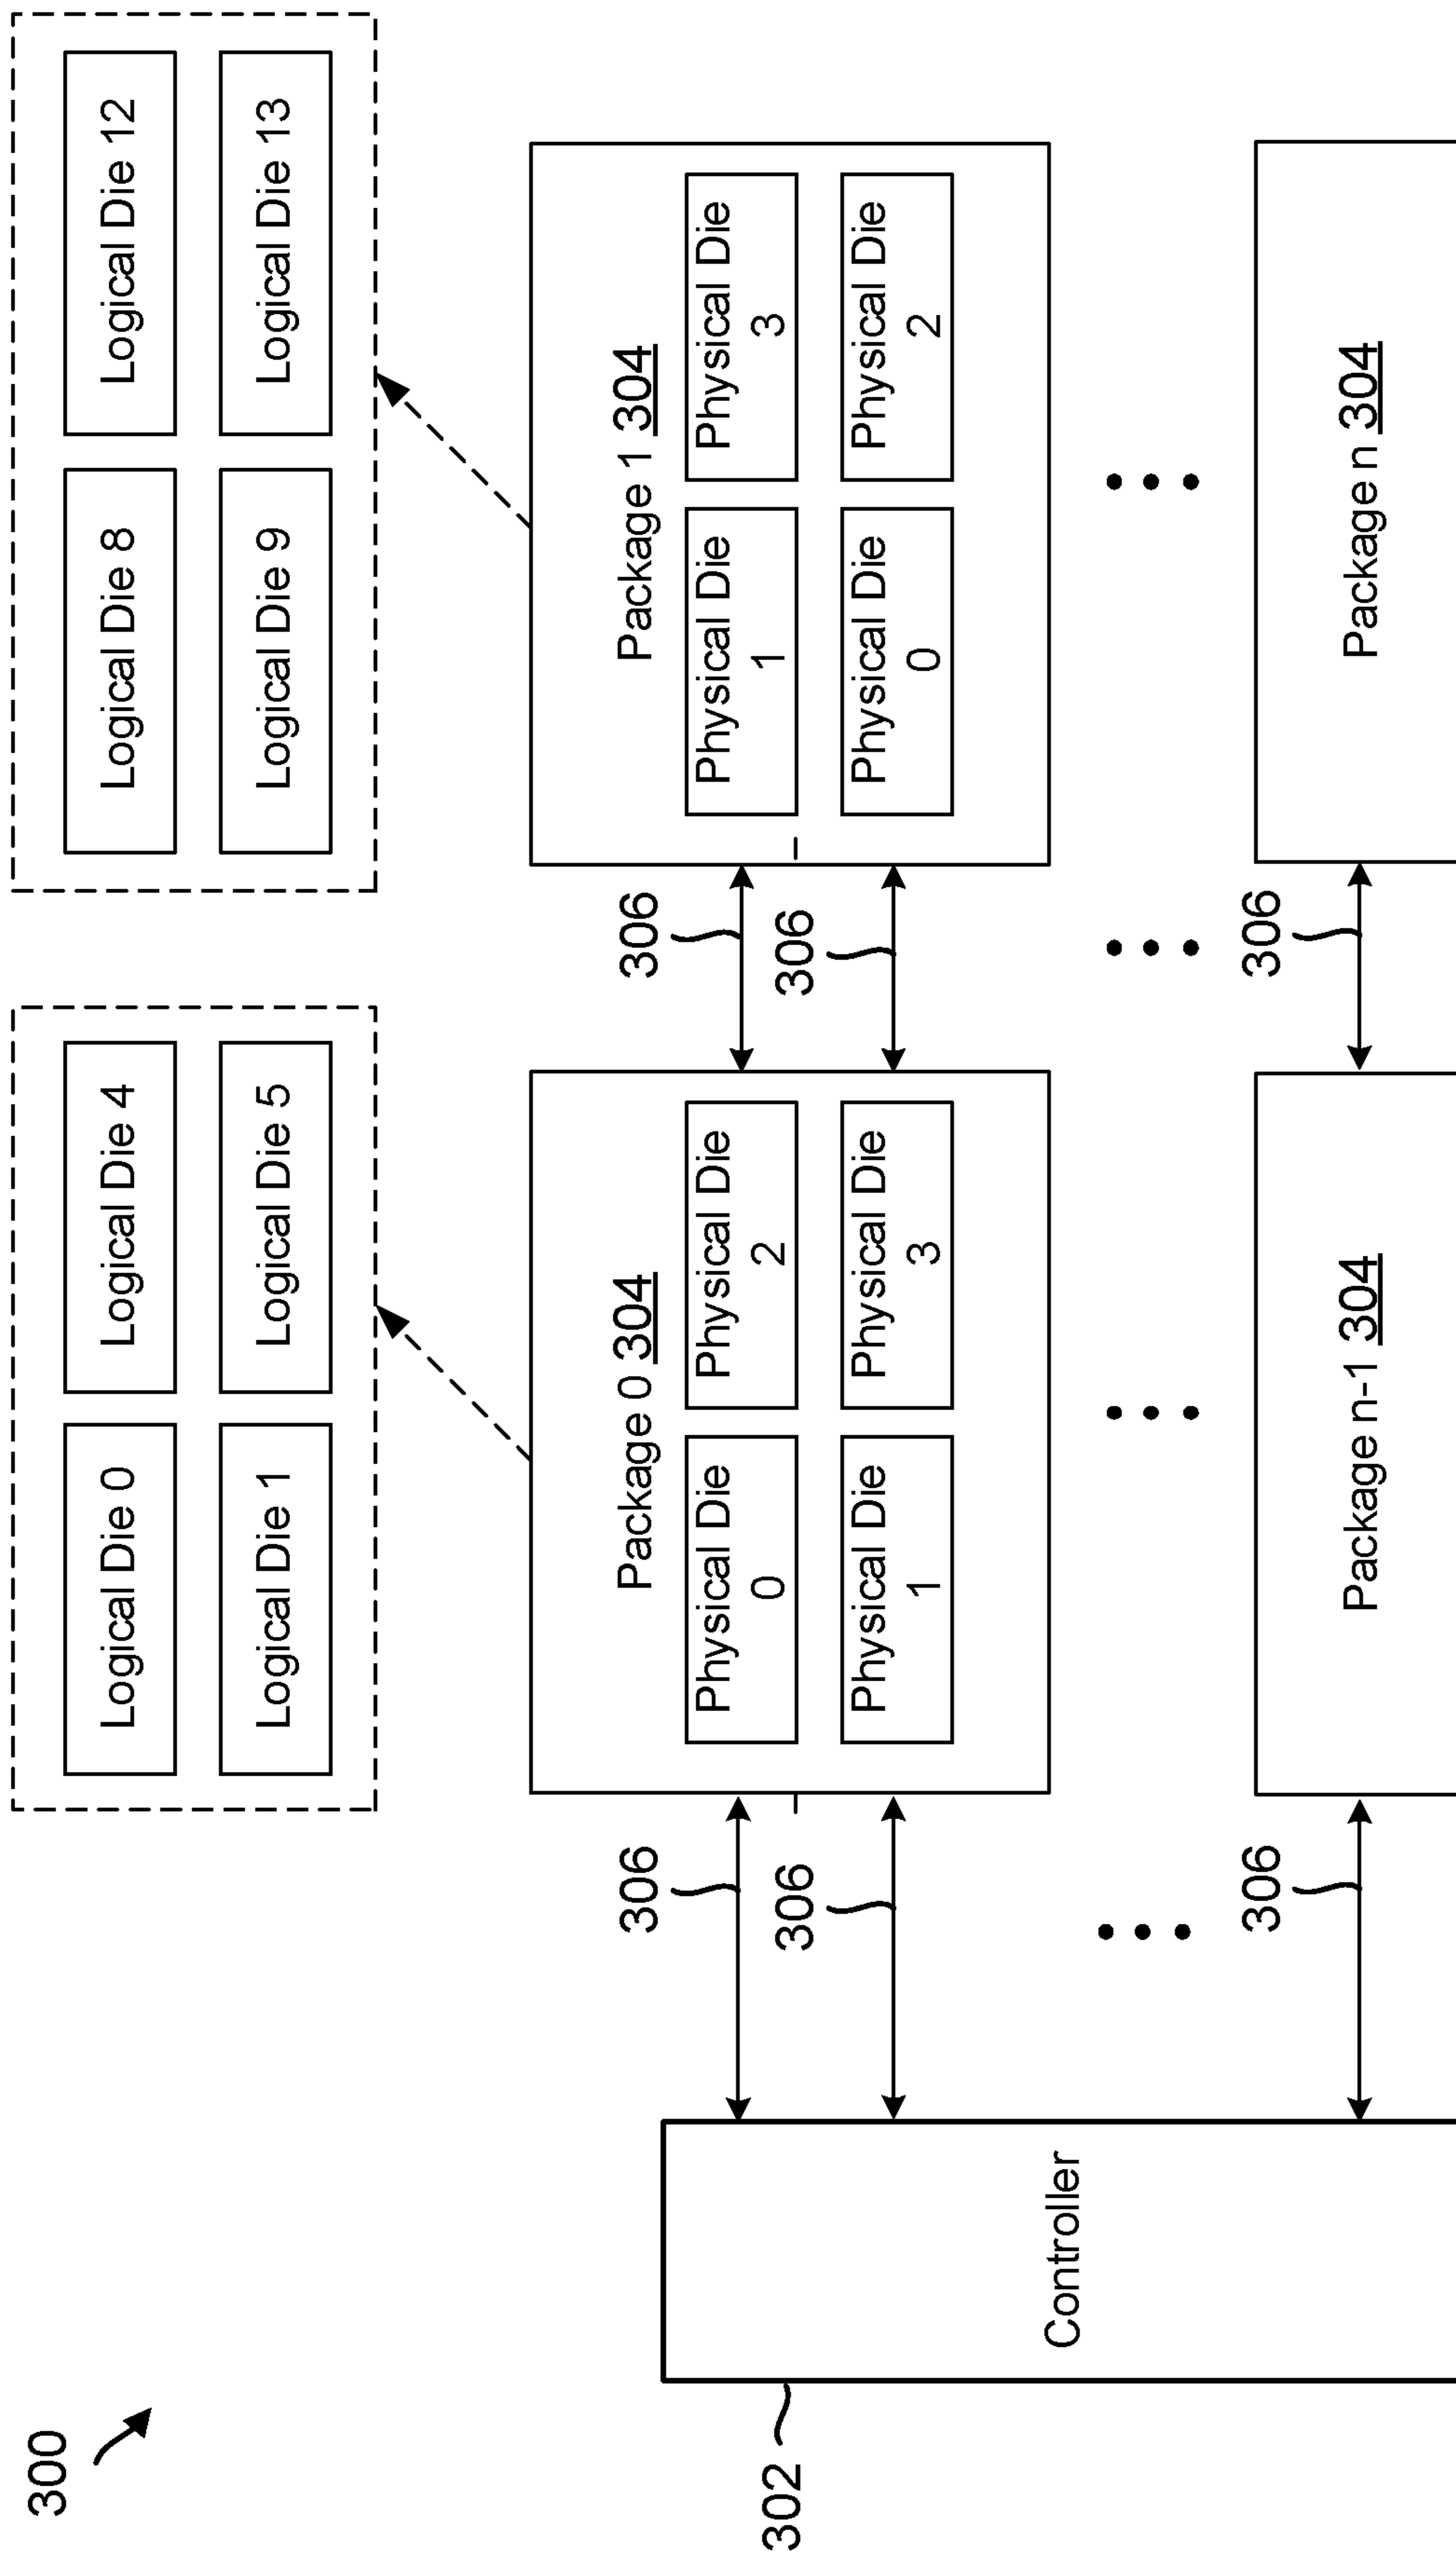 300
Logical Die 0
Logical Die 4
Logical Die 8
Logical Die 12
Logical Die 1
Logical Die 5
Logical Die 9
Logical Die 13
302
Controller
306
306
Package 0 304
Physical Die
0
Physical Die
2
Physical Die
1
Physical Die
3
306
306
Package 1 304
Physical Die
1
Physical Die
3
Physical Die
0
Physical Die
2
306
Package n-1 304
306
Package n 304